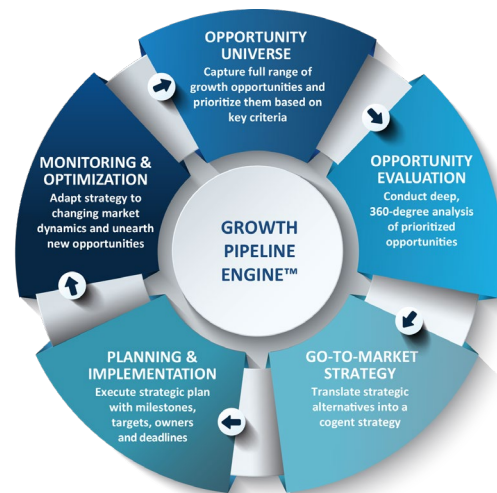 OPPORTUNITY
UNIVERSE
Capture full range of
growth opportunities and
prioritize them based on
key criteria
OPPORTUNITY
EVALUATION
Conduct deep,
360-degree analysis
of prioritized
opportunities
GO-TO-MARKET
STRATEGY
Translate strategic
alternatives into a
cogent strategy
PLANNING &
IMPLEMENTATION
Execute strategic plan
with milestones,
targets, owners
and deadlines
MONITORING &
OPTIMIZATION
Adapt strategy to
changing market
dynamics and unearth
new opportunities
GROWTH
PIPELINE
ENGINE™